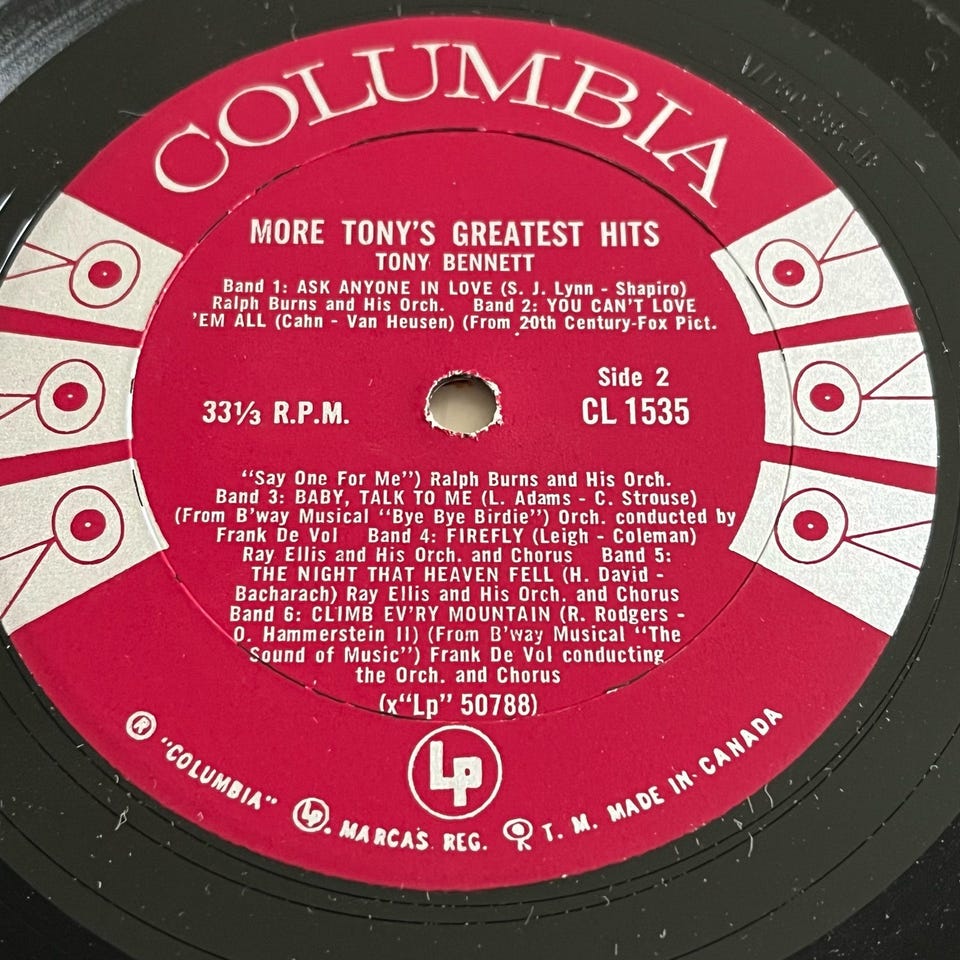 COLUMBIA
MORE TONY'S GREATEST HITS
TONY BENNETT
Band 1: ASK ANYONE IN LOVE (S. J. Lynn - Shapiro)
Ralph Burns and His Orch. Band 2: YOU CAN'T LOVE
'EM ALL (Cahn - Van Heusen) (From 20th Century-Fox Pict.
Side 2
33⅓ R.P.M. CL 1535
"Say One For Me") Ralph Burns and His Orch.
Band 3: BABY, TALK TO ME (L. Adams - C. Strouse)
(From B'way Musical "Bye Bye Birdie") Orch. conducted by
Frank De Vol Band 4: FIREFLY (Leigh - Coleman)
Ray Ellis and His Orch. and Chorus Band 5:
THE NIGHT THAT HEAVEN FELL (H. David -
Bacharach) Ray Ellis and His Orch. and Chorus
Band 6: CLIMB EV'RY MOUNTAIN (R. Rodgers -
O. Hammerstein II) (From B'way Musical "The
Sound of Music") Frank De Vol conducting
the Orch. and Chorus
(x"Lp" 50788)
Lp
® "COLUMBIA" Lp. MARCAS REG. ® T. M. MADE IN CANADA